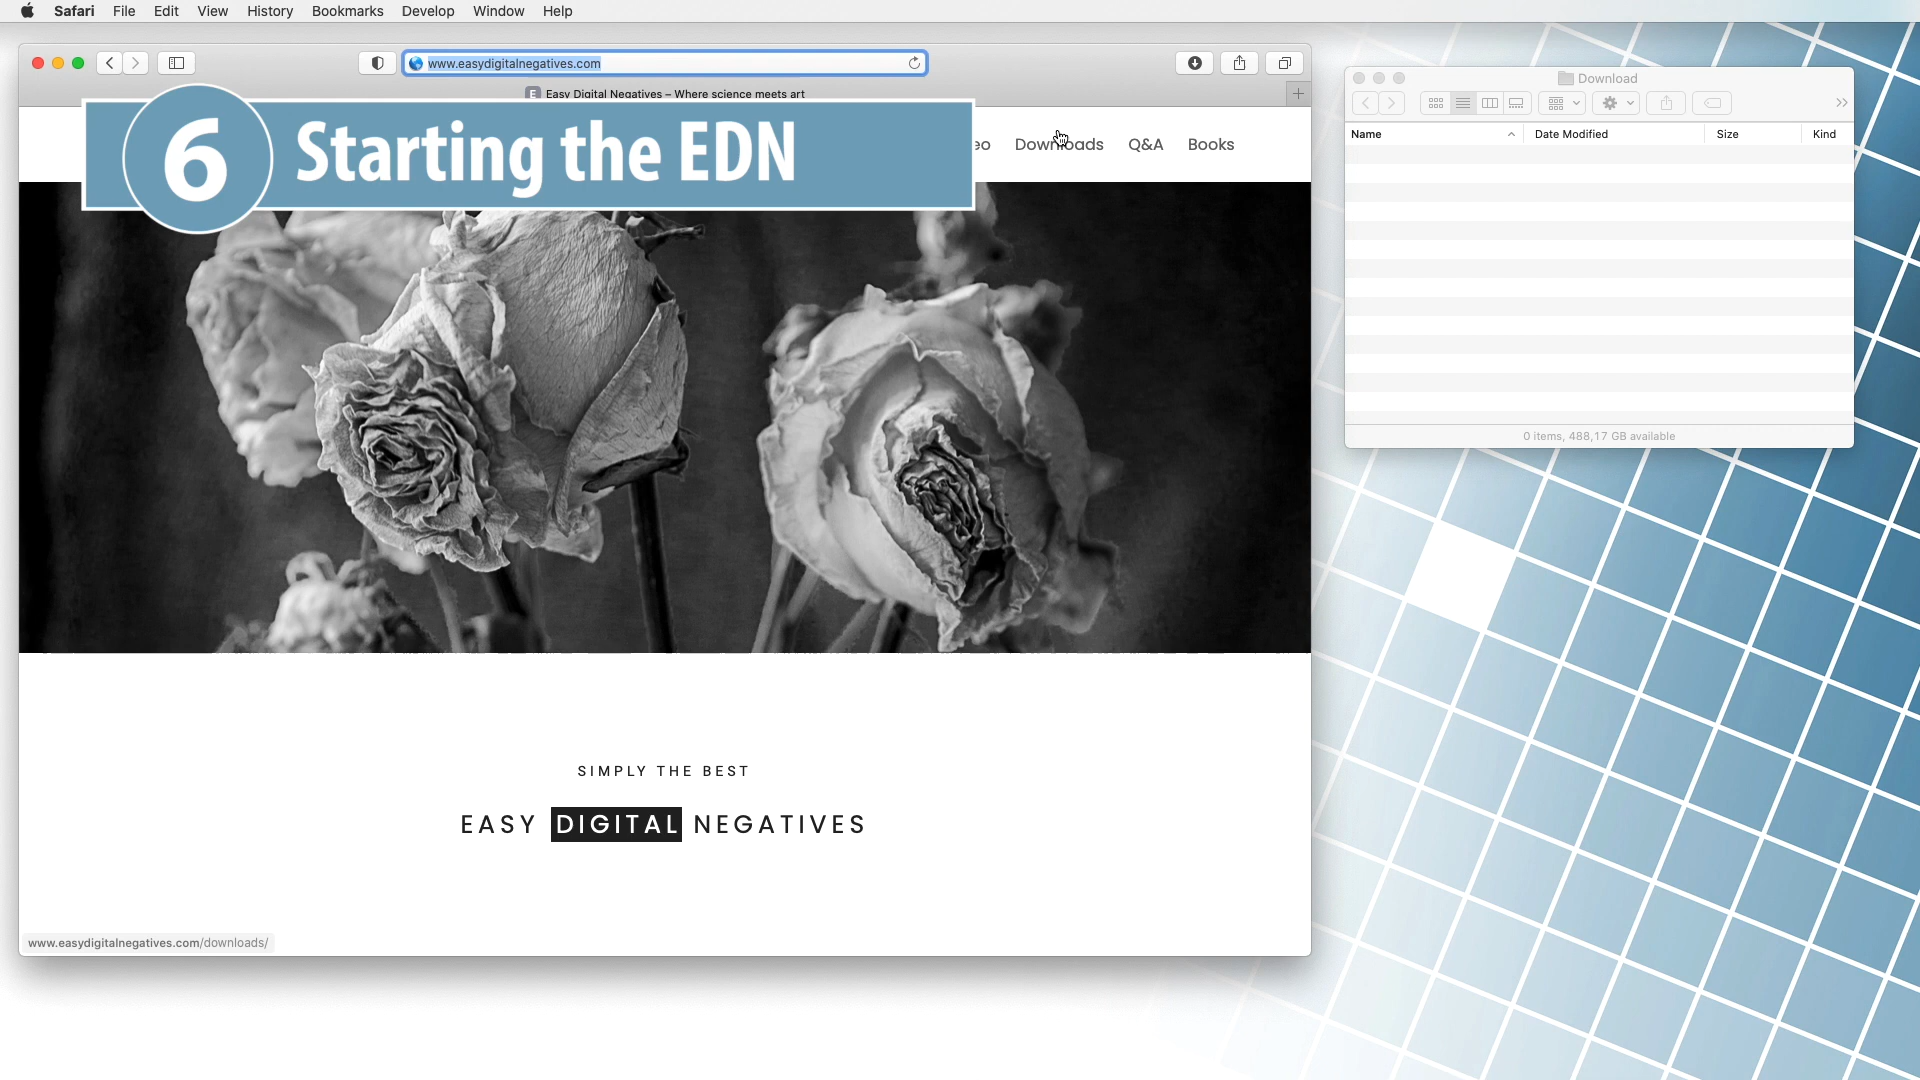 Safari File Edit View History Bookmarks Develop Window Help
www.easydigitalnegatives.com
E Easy Digital Negatives – Where science meets art
6 Starting the EDN
Downloads Q&A Books
Download
Name Date Modified Size Kind
0 items, 488,17 GB available
SIMPLY THE BEST
EASY DIGITAL NEGATIVES
www.easydigitalnegatives.com/downloads/